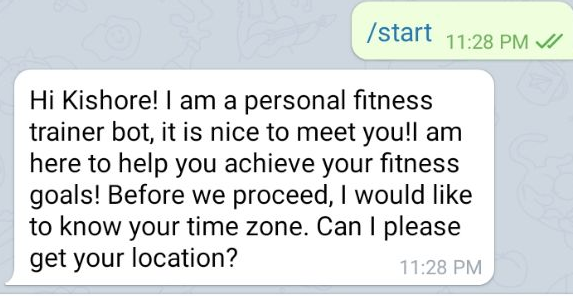 /start 11:28 PM
Hi Kishore! I am a personal fitness
trainer bot, it is nice to meet you!I am
here to help you achieve your fitness
goals! Before we proceed, I would like
to know your time zone. Can I please
get your location?
11:28 PM